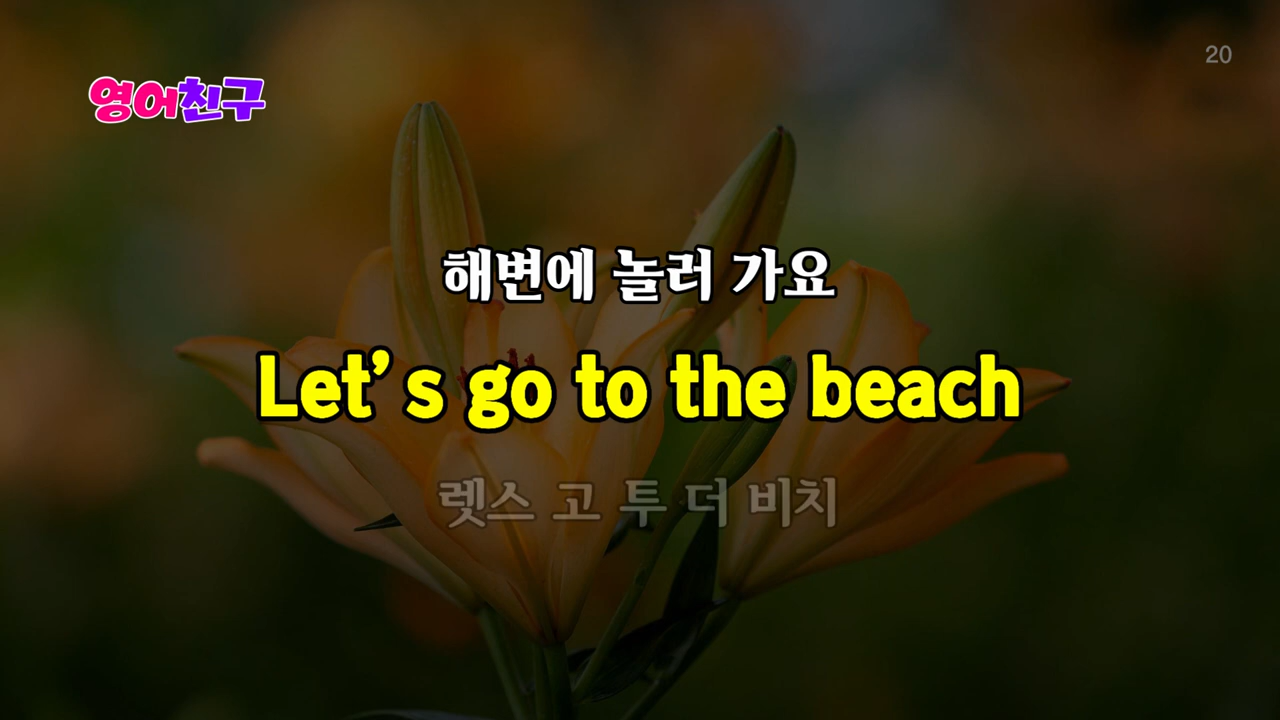 20
영어친구
해변에 놀러 가요
Let's go to the beach
렛스 고 투 더 비치